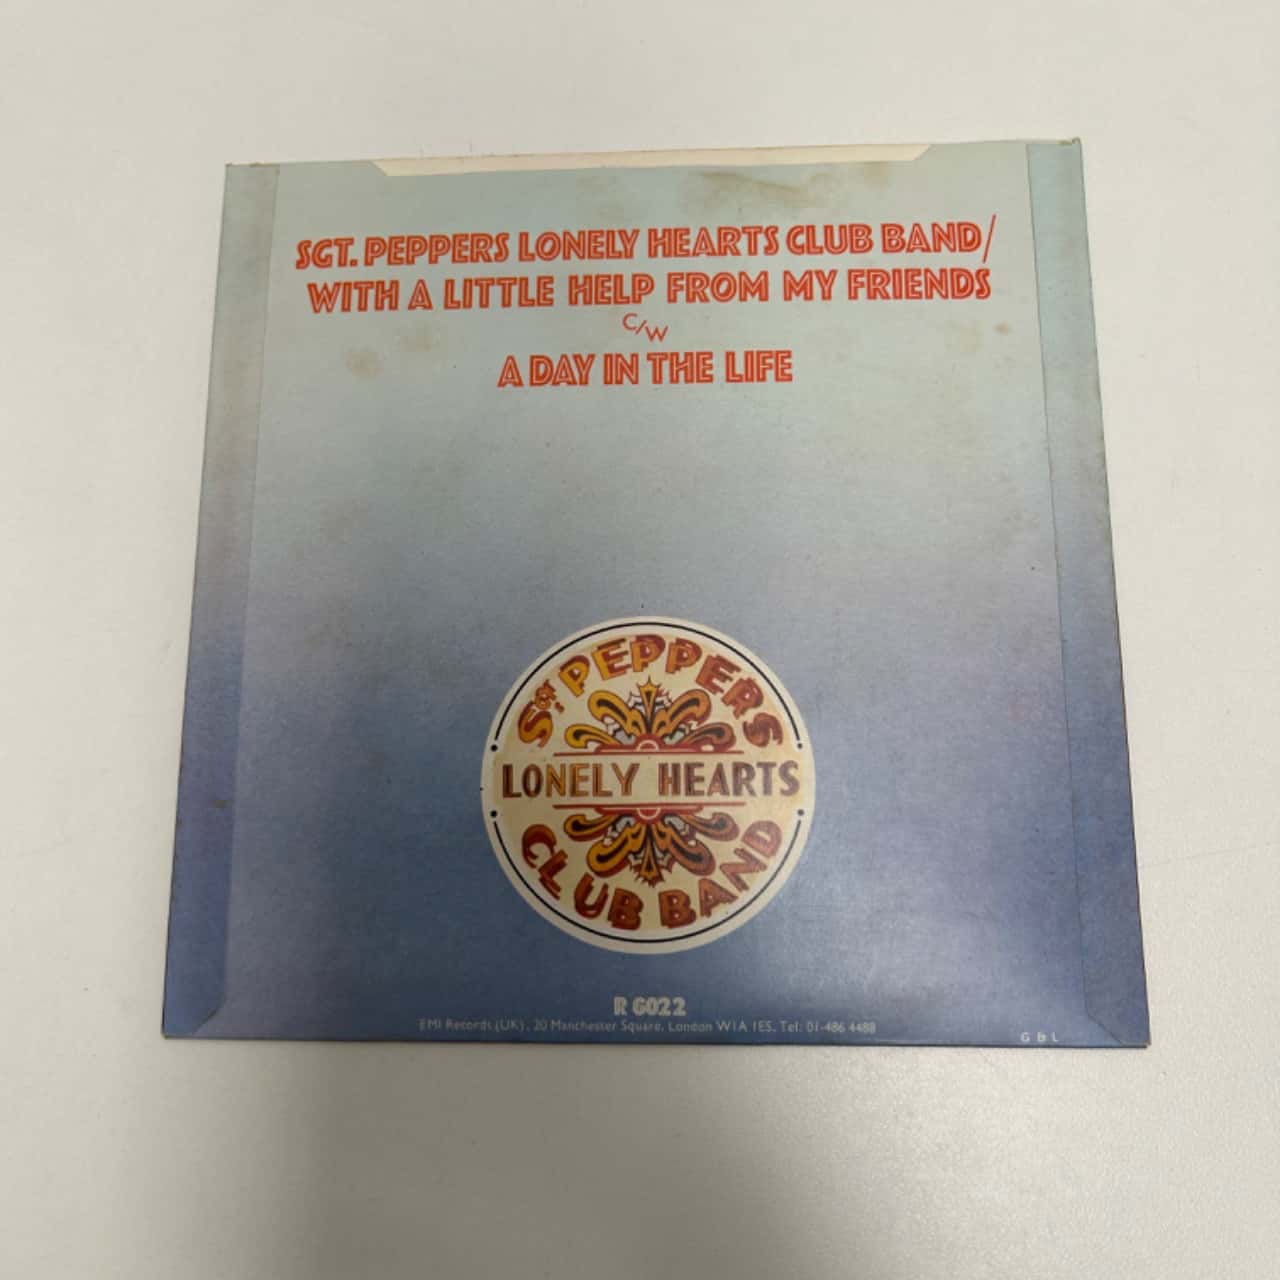 SGT. PEPPERS LONELY HEARTS CLUB BAND/
WITH A LITTLE HELP FROM MY FRIENDS
C/W
A DAY IN THE LIFE
SGT. PEPPERS
LONELY HEARTS
CLUB BAND
R 6022
EMI Records (UK), 20 Manchester Square, London W1A 1ES. Tel: 01-486 4488
G & L